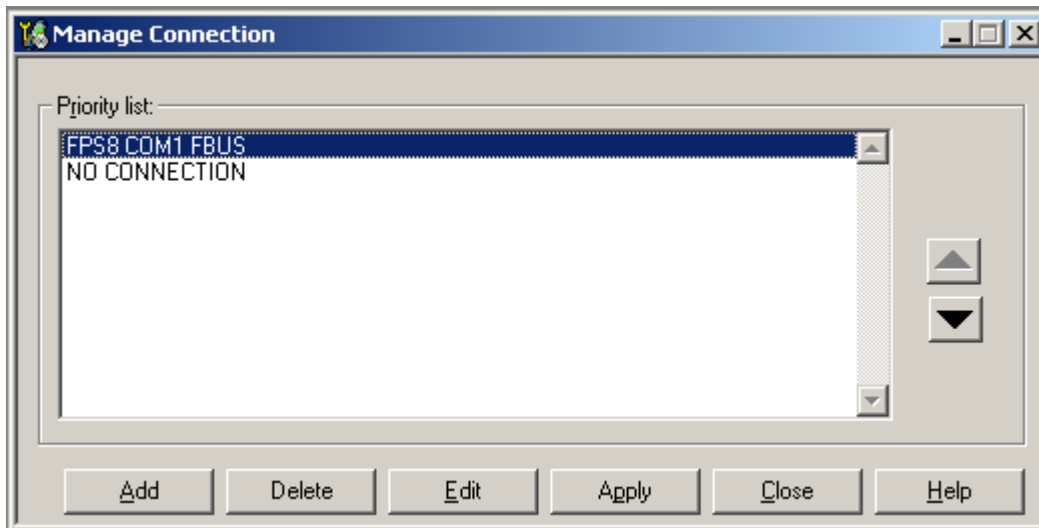 Manage Connection
Priority list:
FPS8 COM1 FBUS
NO CONNECTION
Add Delete Edit Apply Close Help